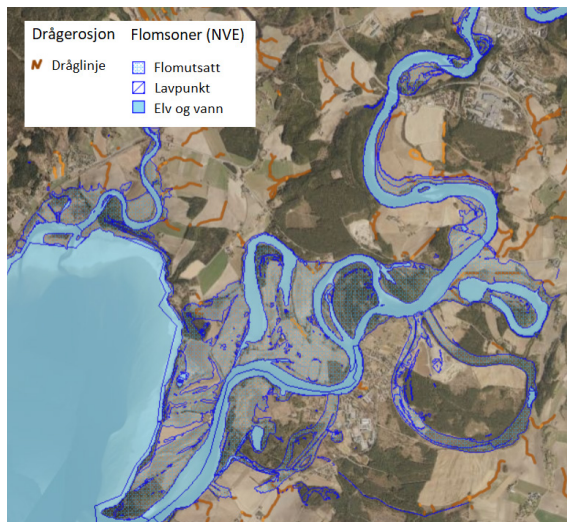 Drågerosjon Flomsoner (NVE)
Dråglinje
Flomutsatt
Lavpunkt
Elv og vann